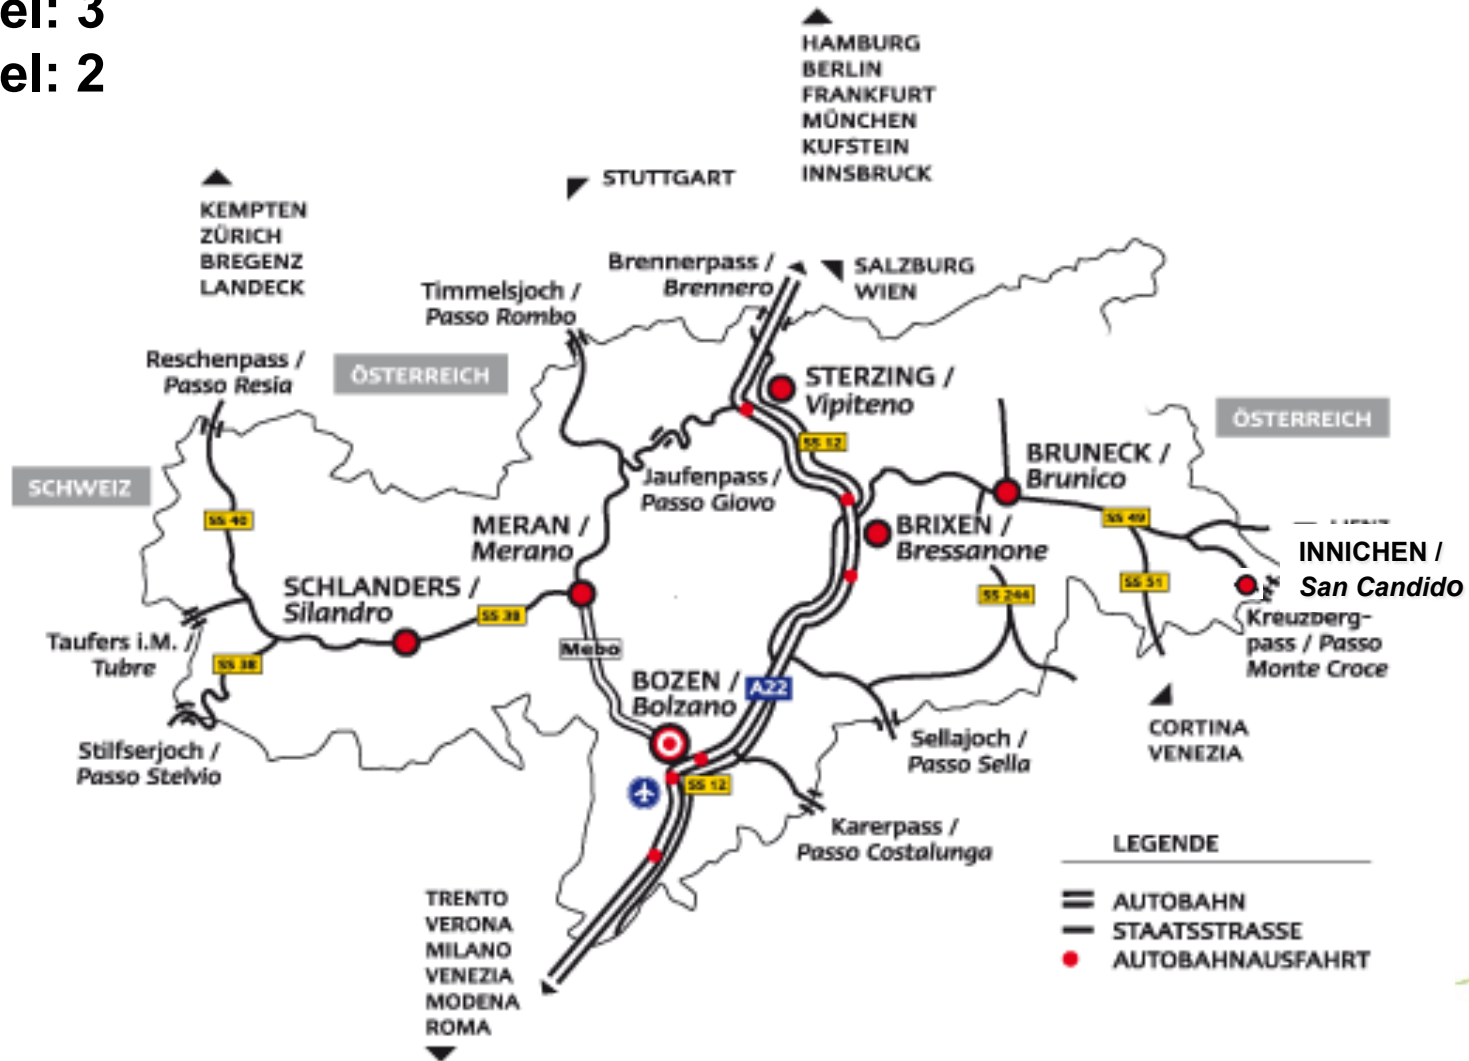 el: 3
el: 2
HAMBURG
BERLIN
FRANKFURT
MÜNCHEN
KUFSTEIN
INNSBRUCK
STUTTGART
KEMPTEN
ZÜRICH
BREGENZ
LANDECK
Brennerpass /
Brennero
SALZBURG
WIEN
Timmelsjoch /
Passo Rombo
Reschenpass /
Passo Resia
ÖSTERREICH
STERZING /
Vipiteno
ÖSTERREICH
SS 12
BRUNECK /
Brunico
SCHWEIZ
Jaufenpass /
Passo Giovo
SS 40
MERAN /
Merano
BRIXEN /
Bressanone
SS 49
INNICHEN /
San Candido
SCHLANDERS /
Silandro
SS 38
SS 244
SS 51
Kreuzberg-
pass / Passo
Monte Croce
Taufers i.M. /
Tubre
SS 38
Mebo
BOZEN /
Bolzano
A22
Stilfserjoch /
Passo Stelvio
Sellajoch /
Passo Sella
CORTINA
VENEZIA
SS 12
Karerpass /
Passo Costalunga
LEGENDE
AUTOBAHN
STAATSSTRASSE
AUTOBAHNAUSFAHRT
TRENTO
VERONA
MILANO
VENEZIA
MODENA
ROMA